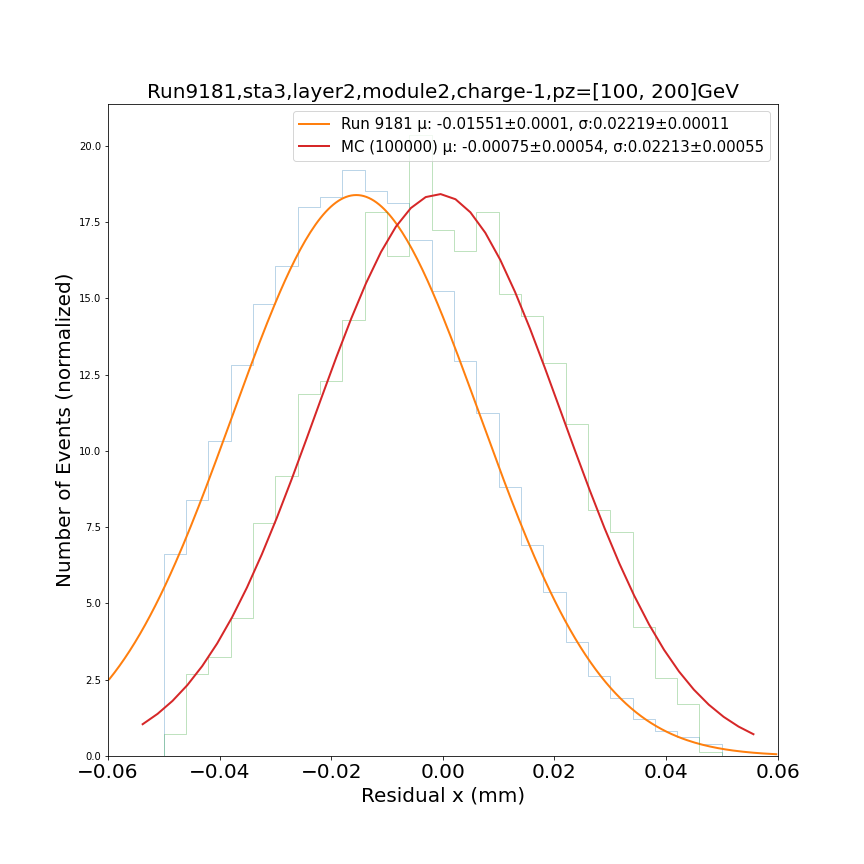 Run9181,sta3,layer2,module2,charge-1,pz=[100, 200]GeV
Run 9181 μ: -0.01551±0.0001, σ:0.02219±0.00011
MC (100000) μ: -0.00075±0.00054, σ:0.02213±0.00055
Number of Events (normalized)
20.0
17.5
15.0
12.5
10.0
7.5
5.0
2.5
0.0
−0.06 −0.04 −0.02 0.00 0.02 0.04 0.06
Residual x (mm)